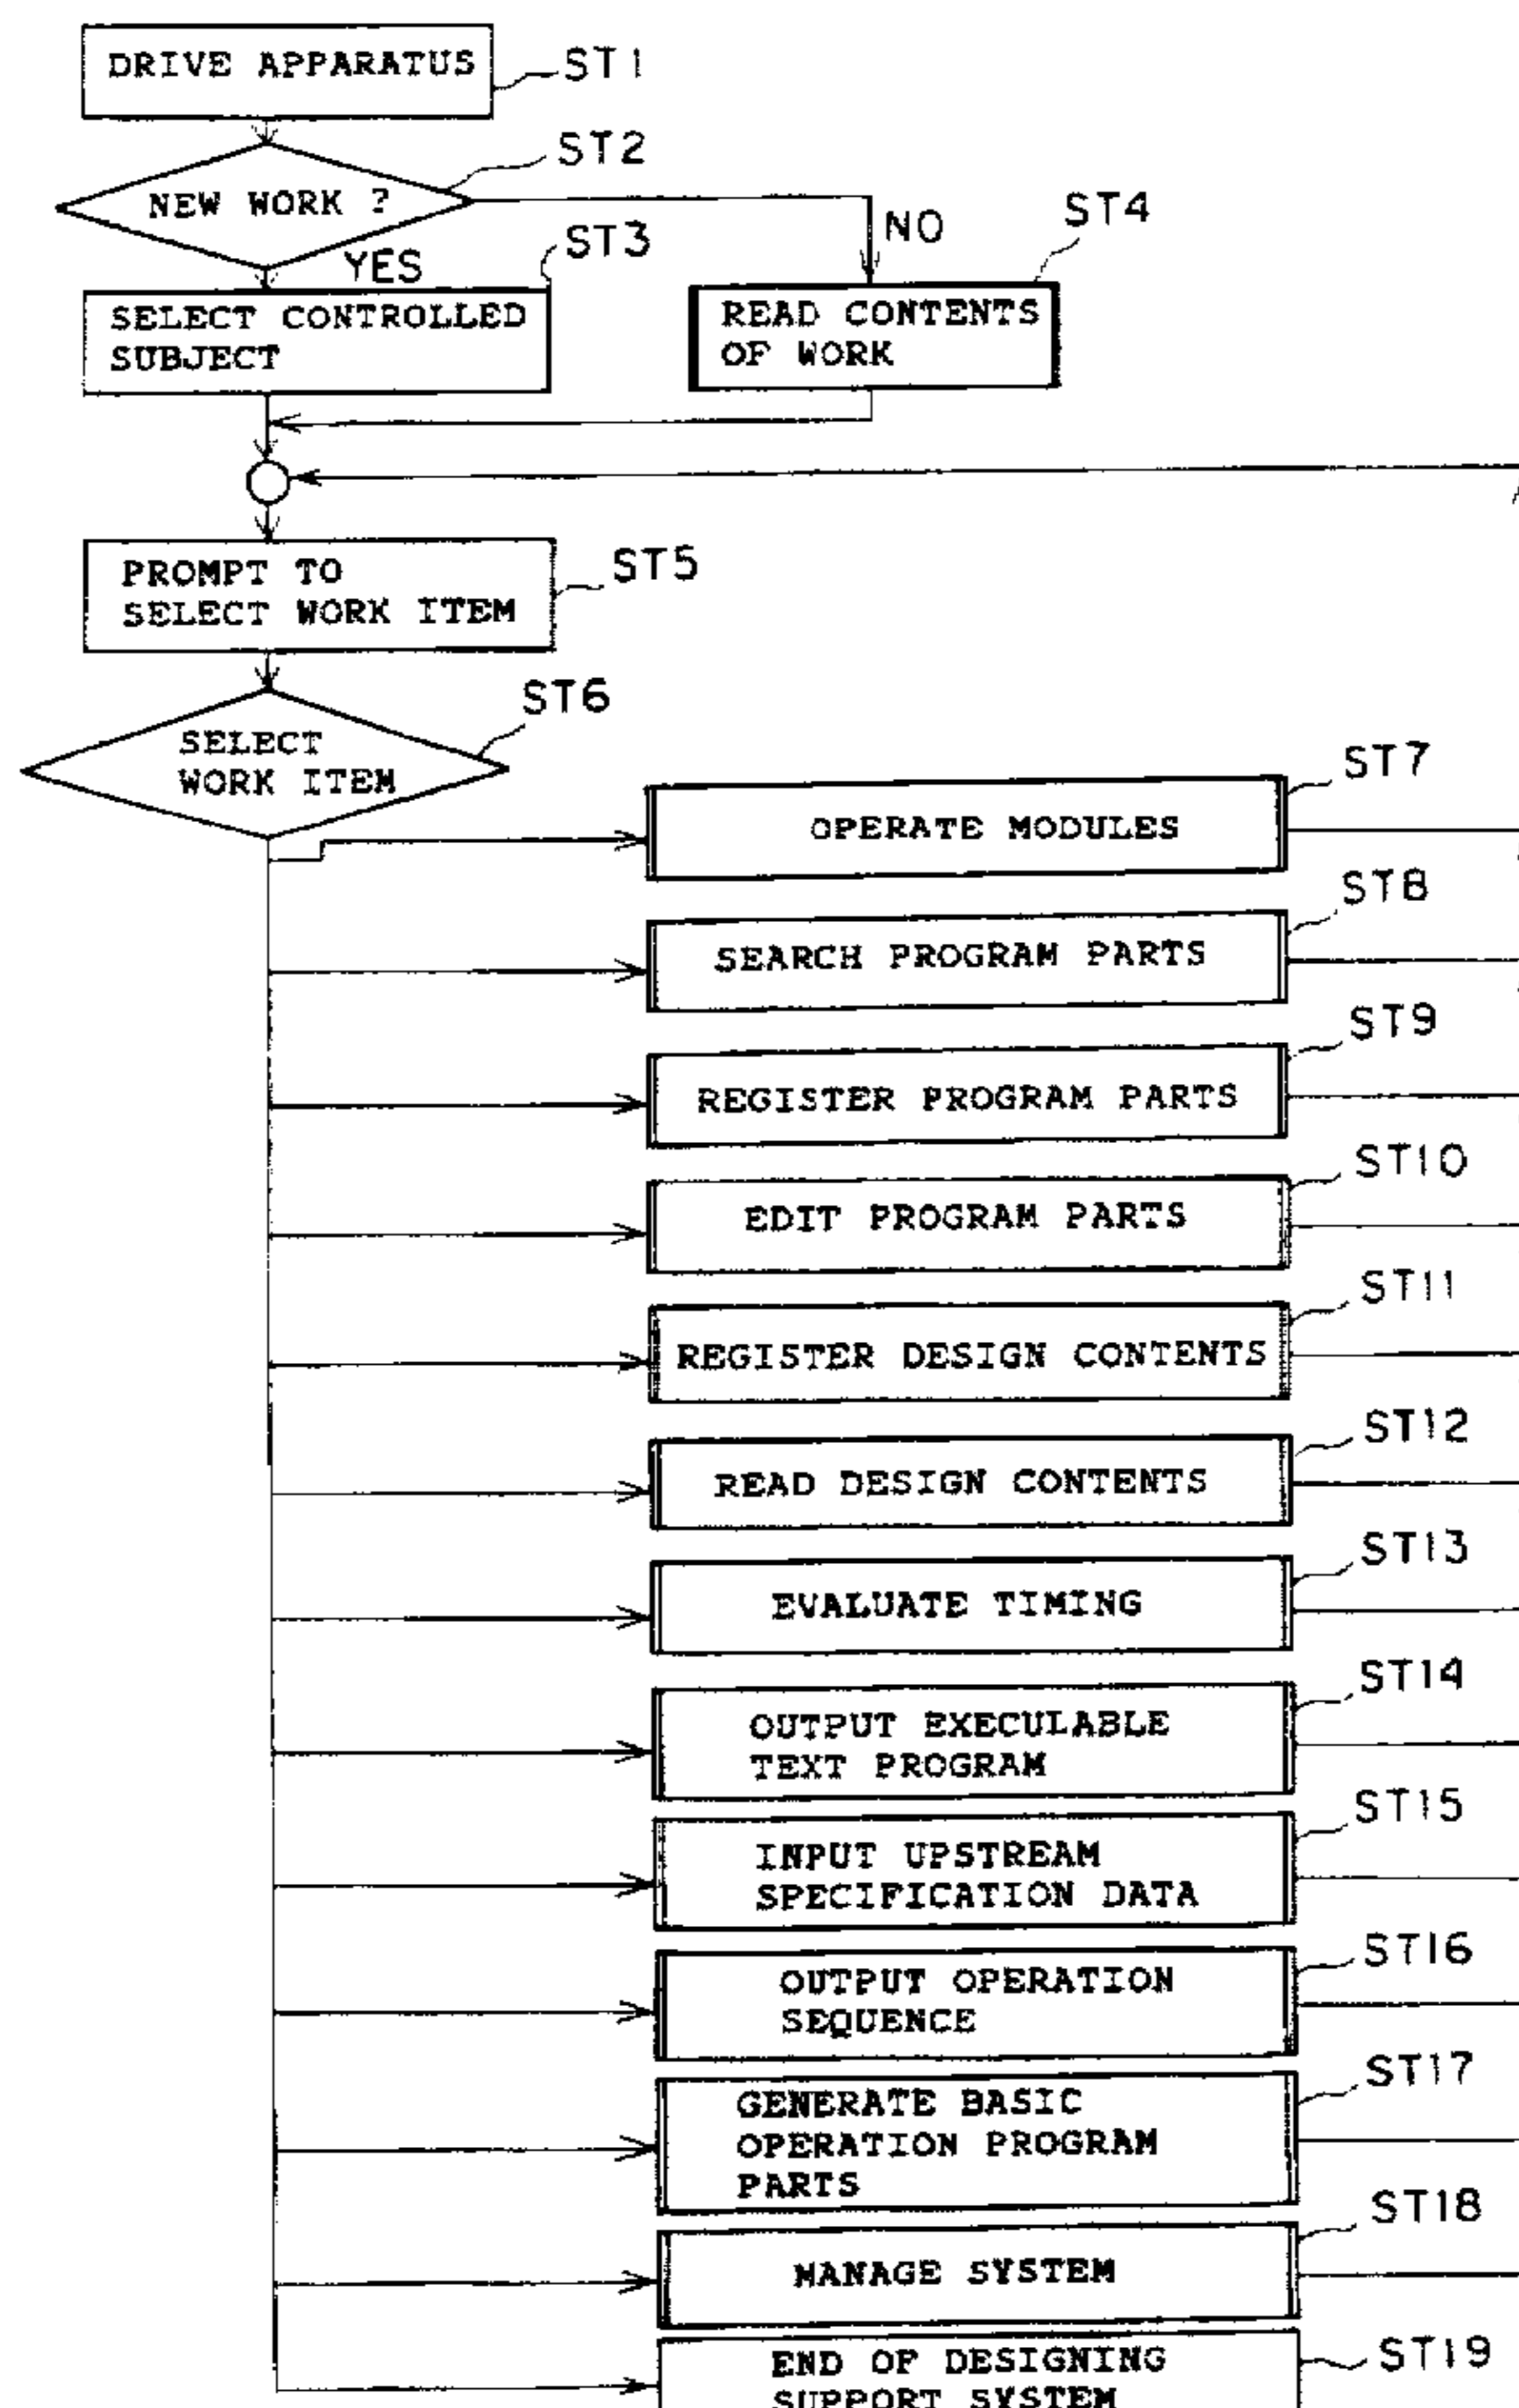 DRIVE APPARATUS
ST1
ST2
NEW WORK ?
NO
ST4
YES
ST3
SELECT CONTROLLED
SUBJECT
READ CONTENTS
OF WORK
PROMPT TO
SELECT WORK ITEM
ST5
ST6
SELECT
WORK ITEM
ST7
OPERATE MODULES
ST8
SEARCH PROGRAM PARTS
ST9
REGISTER PROGRAM PARTS
ST10
EDIT PROGRAM PARTS
ST11
REGISTER DESIGN CONTENTS
ST12
READ DESIGN CONTENTS
ST13
EVALUATE TIMING
ST14
OUTPUT EXECULABLE
TEXT PROGRAM
ST15
INPUT UPSTREAM
SPECIFICATION DATA
ST16
OUTPUT OPERATION
SEQUENCE
ST17
GENERATE BASIC
OPERATION PROGRAM
PARTS
ST18
MANAGE SYSTEM
ST19
END OF DESIGNING
SUPPORT SYSTEM